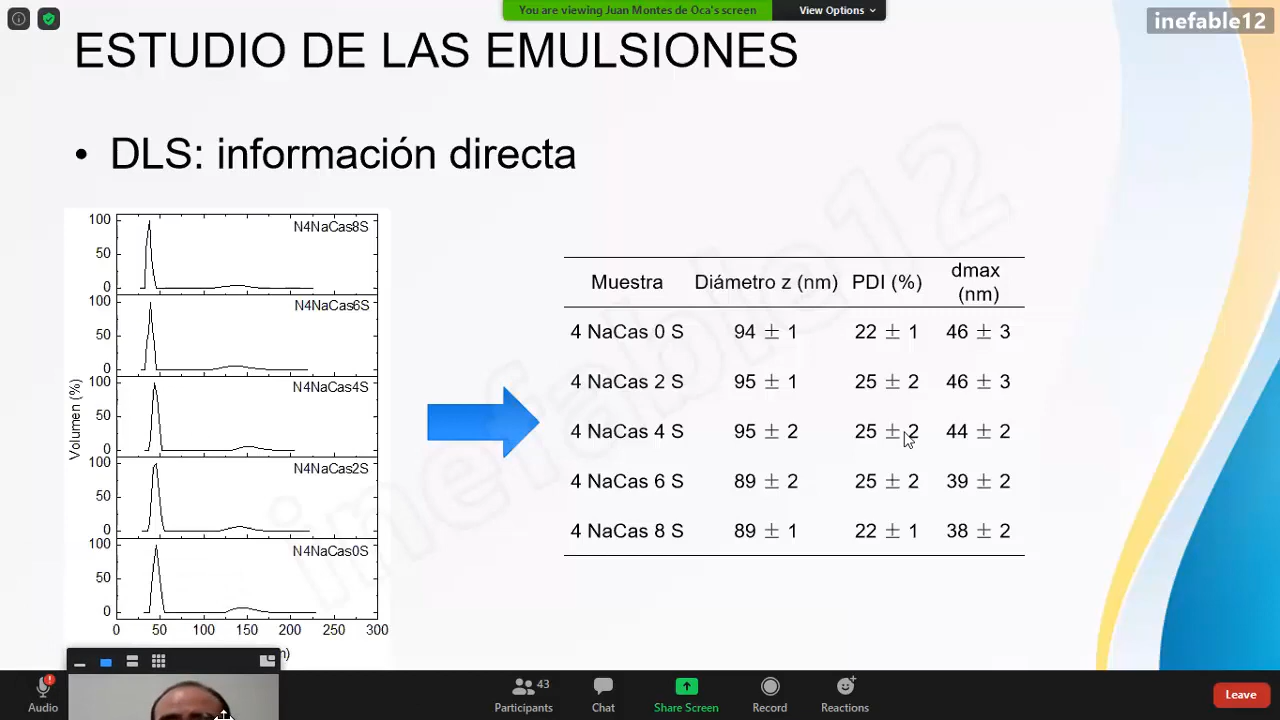 You are viewing Juan Montes de Oca's screen
View Options
inefable12
ESTUDIO DE LAS EMULSIONES
• DLS: información directa
N4NaCas8S
100
50
0
N4NaCas6S
100
50
0
N4NaCas4S
100
50
0
N4NaCas2S
100
50
0
N4NaCas0S
100
50
0
Volumen (%)
0 50 100 150 200 250 300
Muestra Diámetro z (nm) PDI (%) dmax (nm)
4 NaCas 0 S 94 ± 1 22 ± 1 46 ± 3
4 NaCas 2 S 95 ± 1 25 ± 2 46 ± 3
4 NaCas 4 S 95 ± 2 25 ± 2 44 ± 2
4 NaCas 6 S 89 ± 2 25 ± 2 39 ± 2
4 NaCas 8 S 89 ± 1 22 ± 1 38 ± 2
inefable12
Audio
43
Participants
Chat
Share Screen
Record
Reactions
Leave